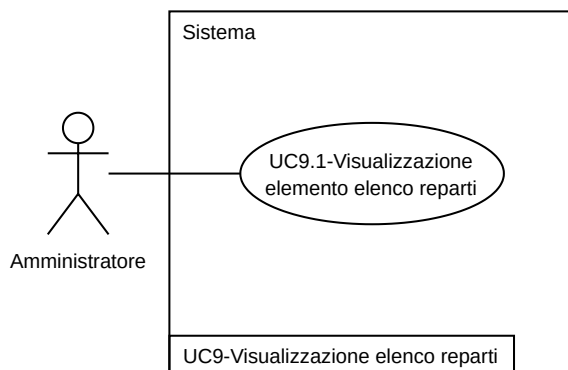 Sistema
UC9.1-Visualizzazione
elemento elenco reparti
Amministratore
UC9-Visualizzazione elenco reparti